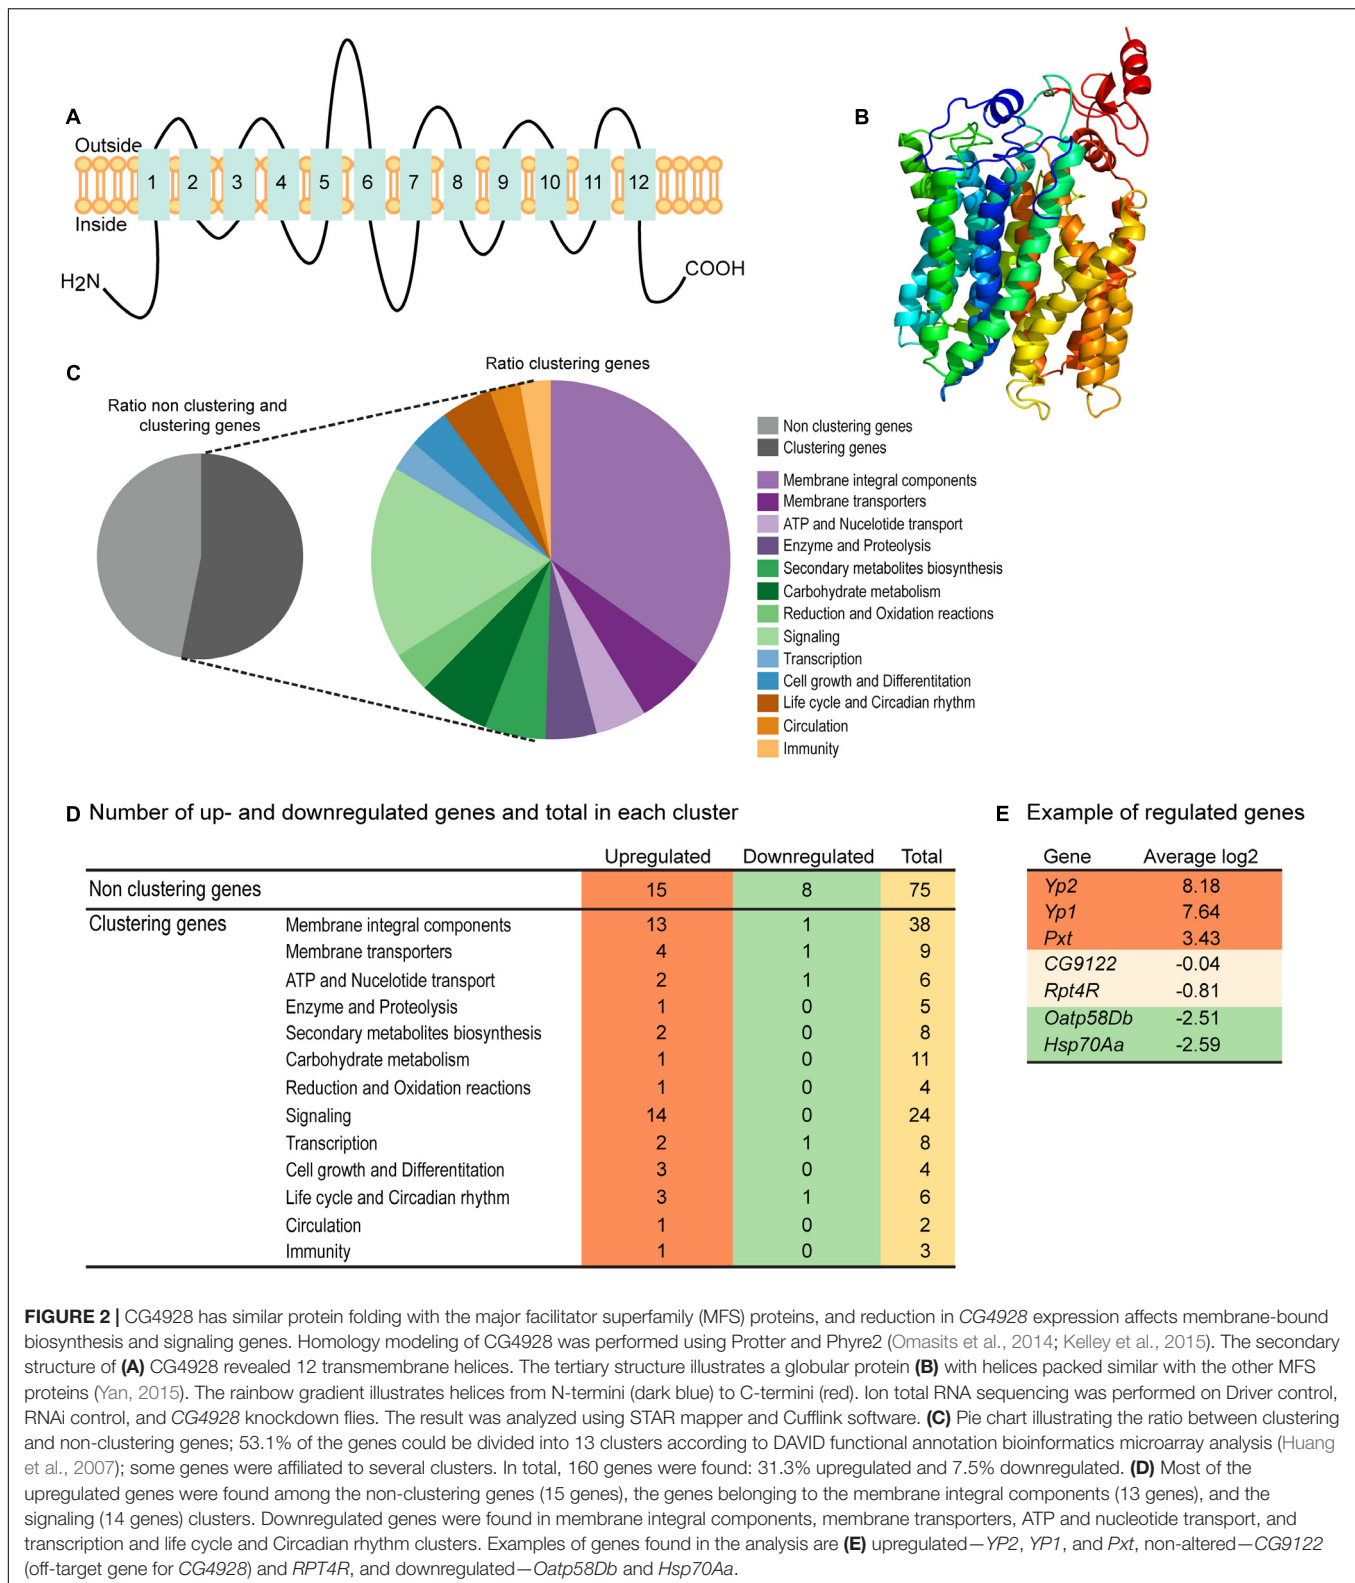 A
Outside
1 2 3 4 5 6 7 8 9 10 11 12
Inside
H2N
COOH
B
C
Ratio non clustering and
clustering genes
Ratio clustering genes
Non clustering genes
Clustering genes
Membrane integral components
Membrane transporters
ATP and Nucelotide transport
Enzyme and Proteolysis
Secondary metabolites biosynthesis
Carbohydrate metabolism
Reduction and Oxidation reactions
Signaling
Transcription
Cell growth and Differentitation
Life cycle and Circadian rhythm
Circulation
Immunity
D Number of up- and downregulated genes and total in each cluster
Upregulated Downregulated Total
Non clustering genes 15 8 75
Clustering genes Membrane integral components 13 1 38
Membrane transporters 4 1 9
ATP and Nucelotide transport 2 1 6
Enzyme and Proteolysis 1 0 5
Secondary metabolites biosynthesis 2 0 8
Carbohydrate metabolism 1 0 11
Reduction and Oxidation reactions 1 0 4
Signaling 14 0 24
Transcription 2 1 8
Cell growth and Differentitation 3 0 4
Life cycle and Circadian rhythm 3 1 6
Circulation 1 0 2
Immunity 1 0 3
E Example of regulated genes
Gene Average log2
Yp2 8.18
Yp1 7.64
Pxt 3.43
CG9122 -0.04
Rpt4R -0.81
Oatp58Db -2.51
Hsp70Aa -2.59
FIGURE 2 | CG4928 has similar protein folding with the major facilitator superfamily (MFS) proteins, and reduction in CG4928 expression affects membrane-bound
biosynthesis and signaling genes. Homology modeling of CG4928 was performed using Protter and Phyre2 (Omasits et al., 2014; Kelley et al., 2015). The secondary
structure of (A) CG4928 revealed 12 transmembrane helices. The tertiary structure illustrates a globular protein (B) with helices packed similar with the other MFS
proteins (Yan, 2015). The rainbow gradient illustrates helices from N-termini (dark blue) to C-termini (red). Ion total RNA sequencing was performed on Driver control,
RNAi control, and CG4928 knockdown flies. The result was analyzed using STAR mapper and Cufflink software. (C) Pie chart illustrating the ratio between clustering
and non-clustering genes; 53.1% of the genes could be divided into 13 clusters according to DAVID functional annotation bioinformatics microarray analysis (Huang
et al., 2007); some genes were affiliated to several clusters. In total, 160 genes were found: 31.3% upregulated and 7.5% downregulated. (D) Most of the
upregulated genes were found among the non-clustering genes (15 genes), the genes belonging to the membrane integral components (13 genes), and the
signaling (14 genes) clusters. Downregulated genes were found in membrane integral components, membrane transporters, ATP and nucleotide transport, and
transcription and life cycle and Circadian rhythm clusters. Examples of genes found in the analysis are (E) upregulated—YP2, YP1, and Pxt, non-altered—CG9122
(off-target gene for CG4928) and RPT4R, and downregulated—Oatp58Db and Hsp70Aa.